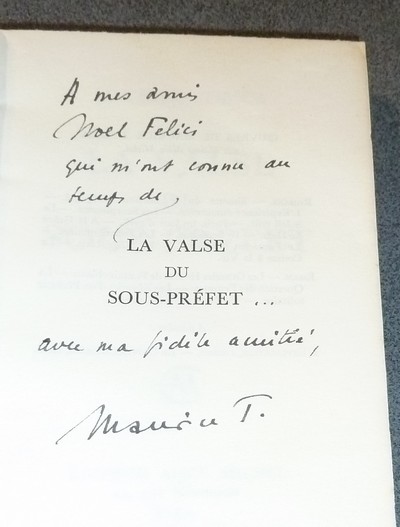 A mes amis
Noel Felici
qui m'ont connu au
temps de,
LA VALSE
DU
SOUS-PRÉFET ...
avec ma fidèle amitié,
Maurice T.